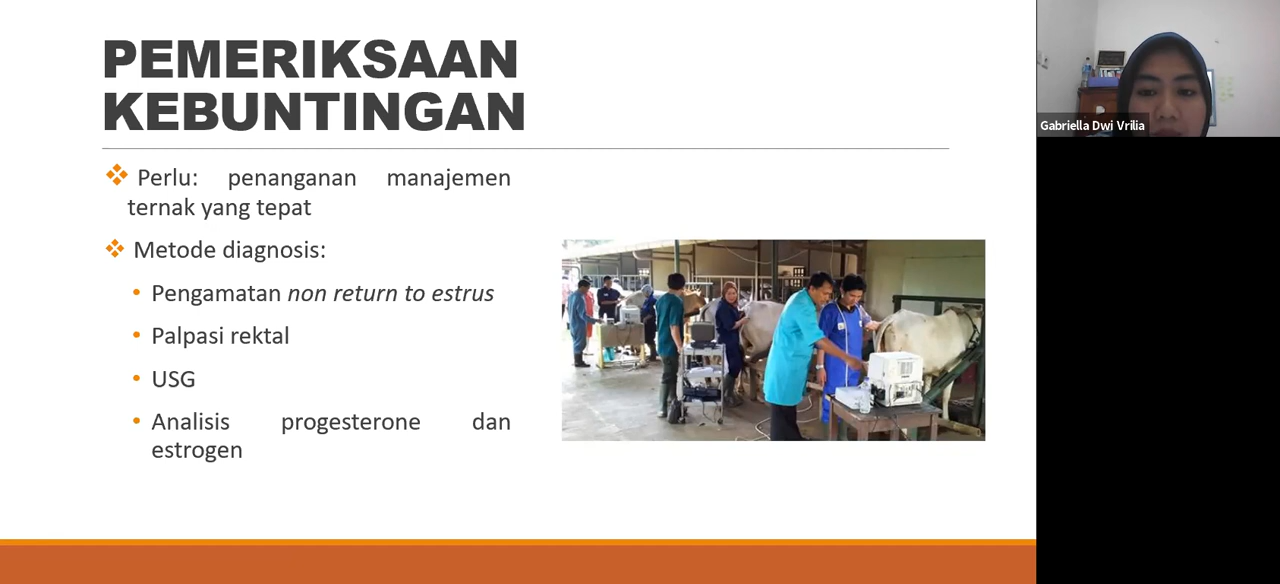 PEMERIKSAAN
KEBUNTINGAN
Perlu: penanganan manajemen
ternak yang tepat
Metode diagnosis:
Pengamatan non return to estrus
Palpasi rektal
USG
Analisis progesterone dan
estrogen
Gabriella Dwi Vrilia